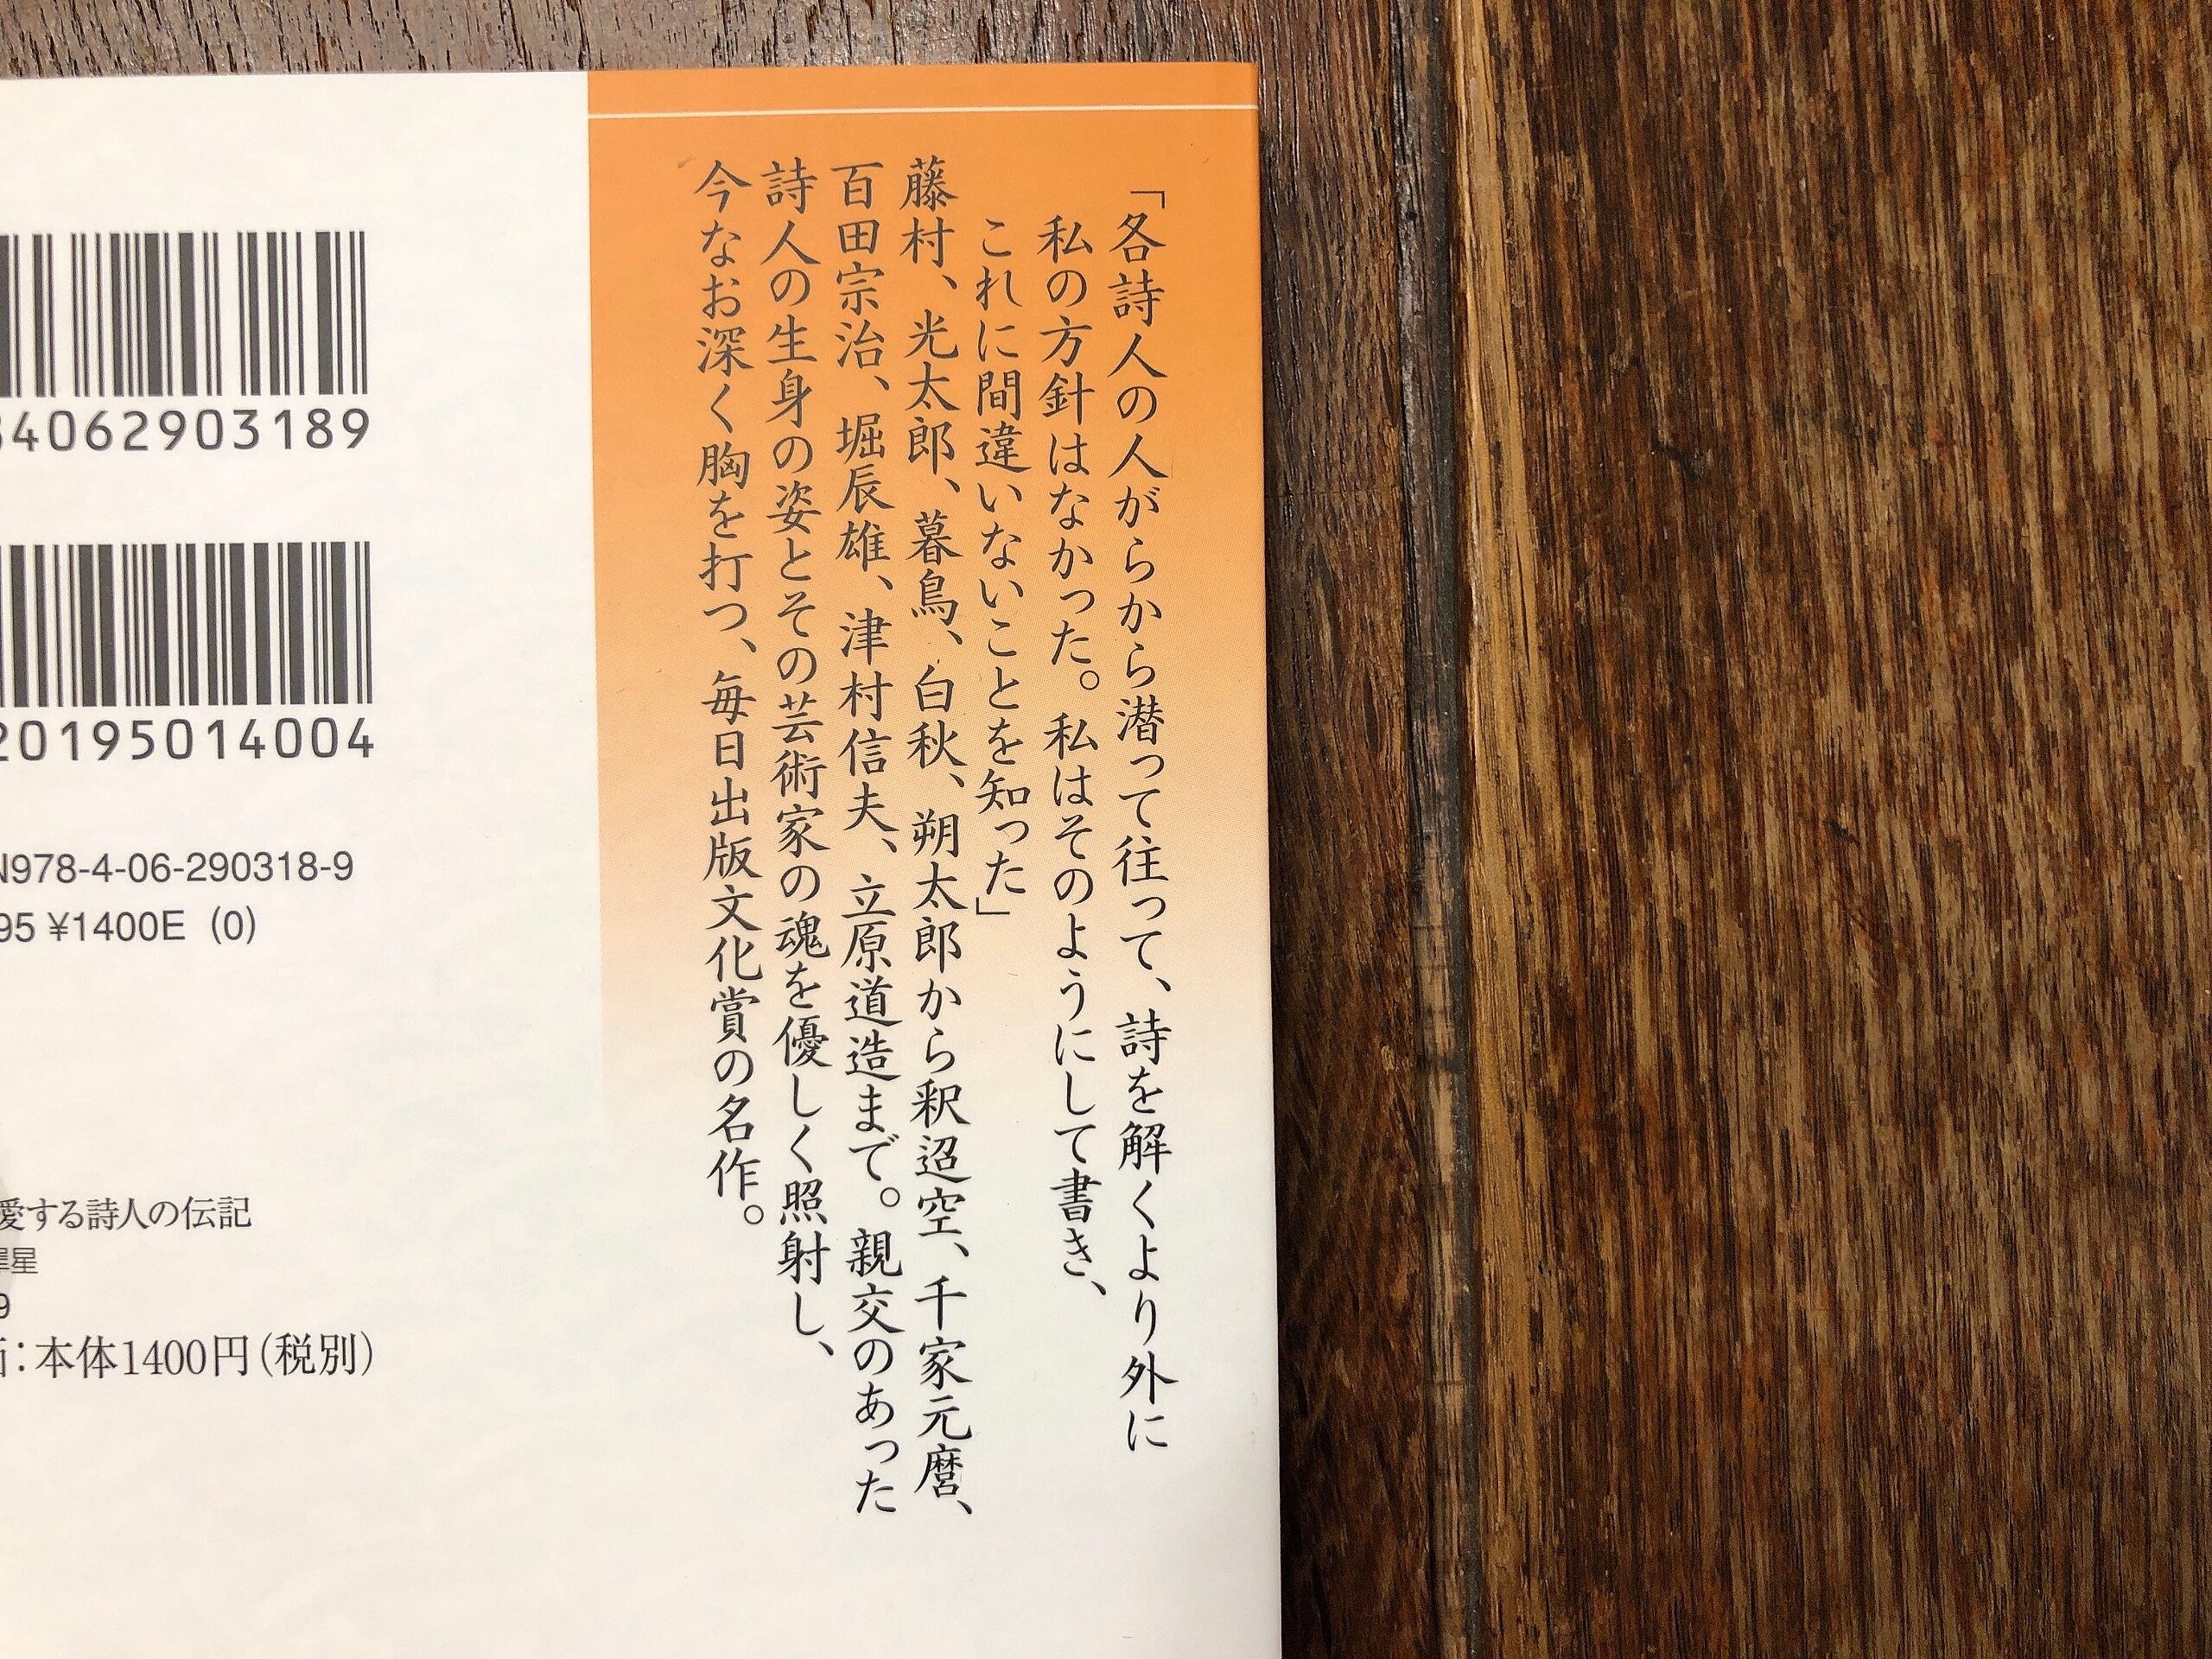 「各詩人の人がらから潜って往って、詩を解くより外に
私の方針はなかった。私はそのようにして書き、
これに間違いないことを知った」
藤村、光太郎、暮鳥、白秋、朔太郎から釈迢空、千家元麿、
百田宗治、堀辰雄、津村信夫、立原道造まで。親交のあった
詩人の生身の姿とその芸術家の魂を優しく照射し、
今なお深く胸を打つ、毎日出版文化賞の名作。
4062903189
20195014004
N978-4-06-290318-9
95 ¥1400E (0)
愛する詩人の伝記
犀星
9
：本体1400円（税別）